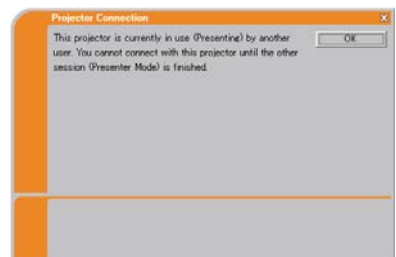 Projector Connection
x
This projector is currently in use (Presenting) by another
user. You cannot connect with this projector until the other
session (Presenter Mode) is finished.
OK